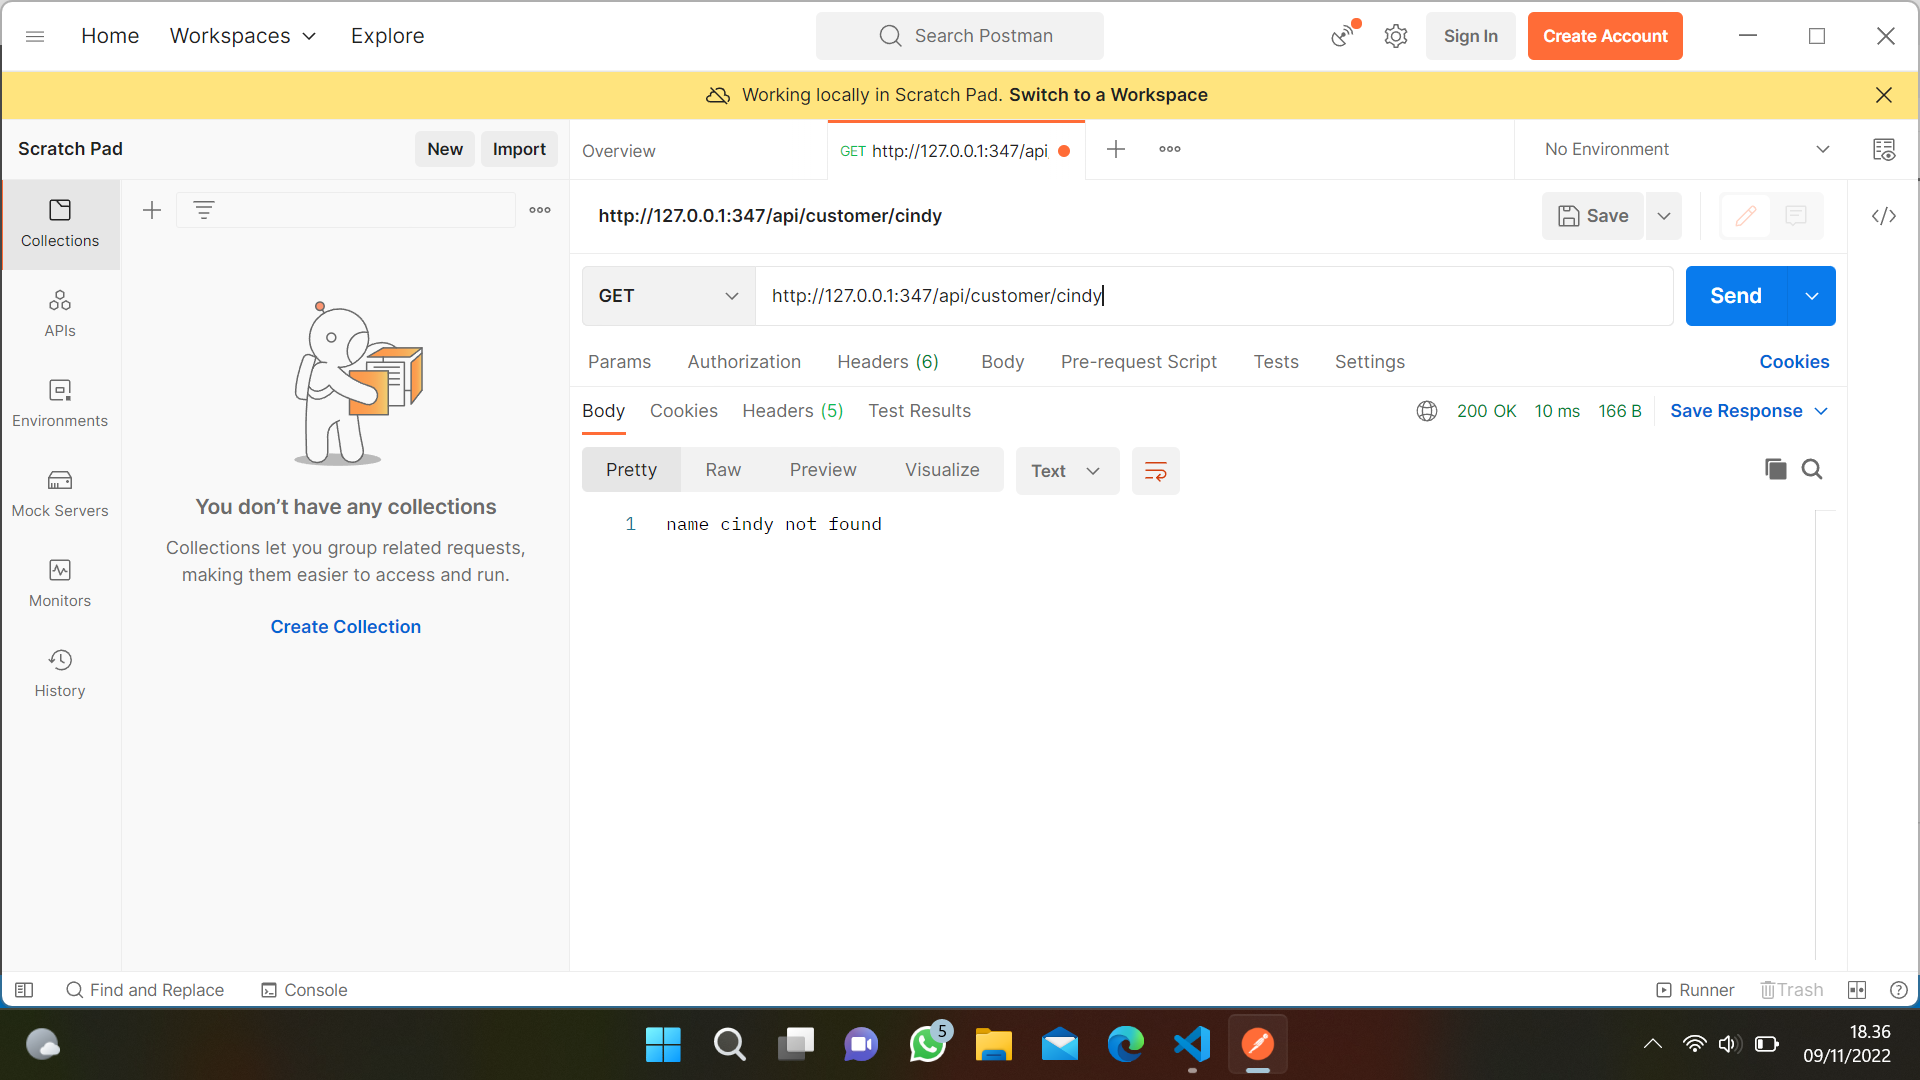 Home Workspaces Explore
Search Postman
Sign In
Create Account
Working locally in Scratch Pad. Switch to a Workspace
Scratch Pad
New
Import
Overview
GET http://127.0.0.1:347/api
No Environment
Collections
APIs
Environments
Mock Servers
Monitors
History
You don’t have any collections
Collections let you group related requests,
making them easier to access and run.
Create Collection
http://127.0.0.1:347/api/customer/cindy
Save
GET
http://127.0.0.1:347/api/customer/cindy
Send
Params Authorization Headers (6) Body Pre-request Script Tests Settings Cookies
Body Cookies Headers (5) Test Results
200 OK 10 ms 166 B
Save Response
Pretty Raw Preview Visualize
Text
1 name cindy not found
Find and Replace
Console
Runner
Trash
5
18.36
09/11/2022